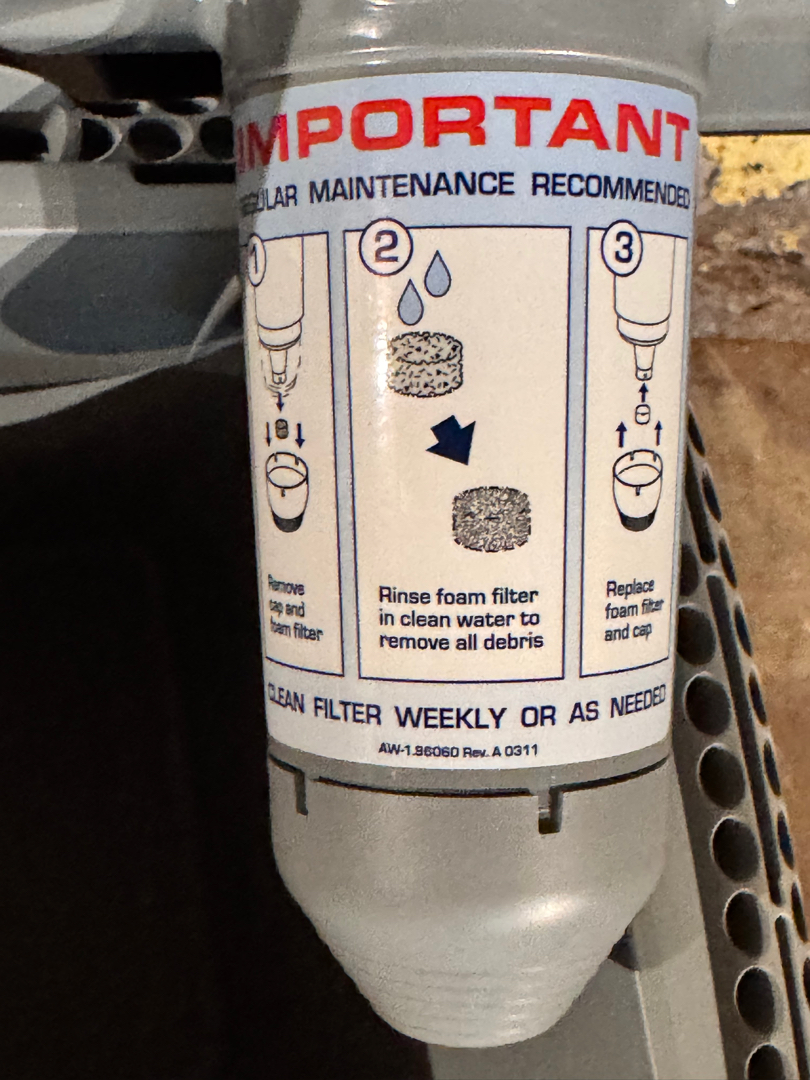 IMPORTANT
REGULAR MAINTENANCE RECOMMENDED
1
2
3
Remove
cap and
foam filter
Rinse foam filter
in clean water to
remove all debris
Replace
foam filter
and cap
CLEAN FILTER WEEKLY OR AS NEEDED
AW-1.96060 Rev. A 0311